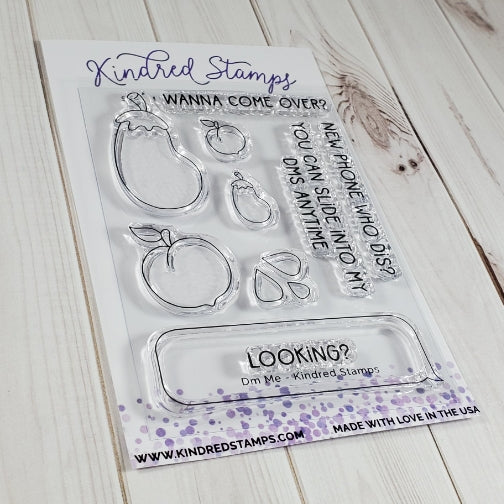 Kindred Stamps
WANNA COME OVER?
NEW PHONE WHO DIS?
YOU CAN SLIDE INTO MY
DMS ANYTIME
LOOKING?
Dm Me - Kindred Stamps
WWW.KINDREDSTAMPS.COM
MADE WITH LOVE IN THE USA